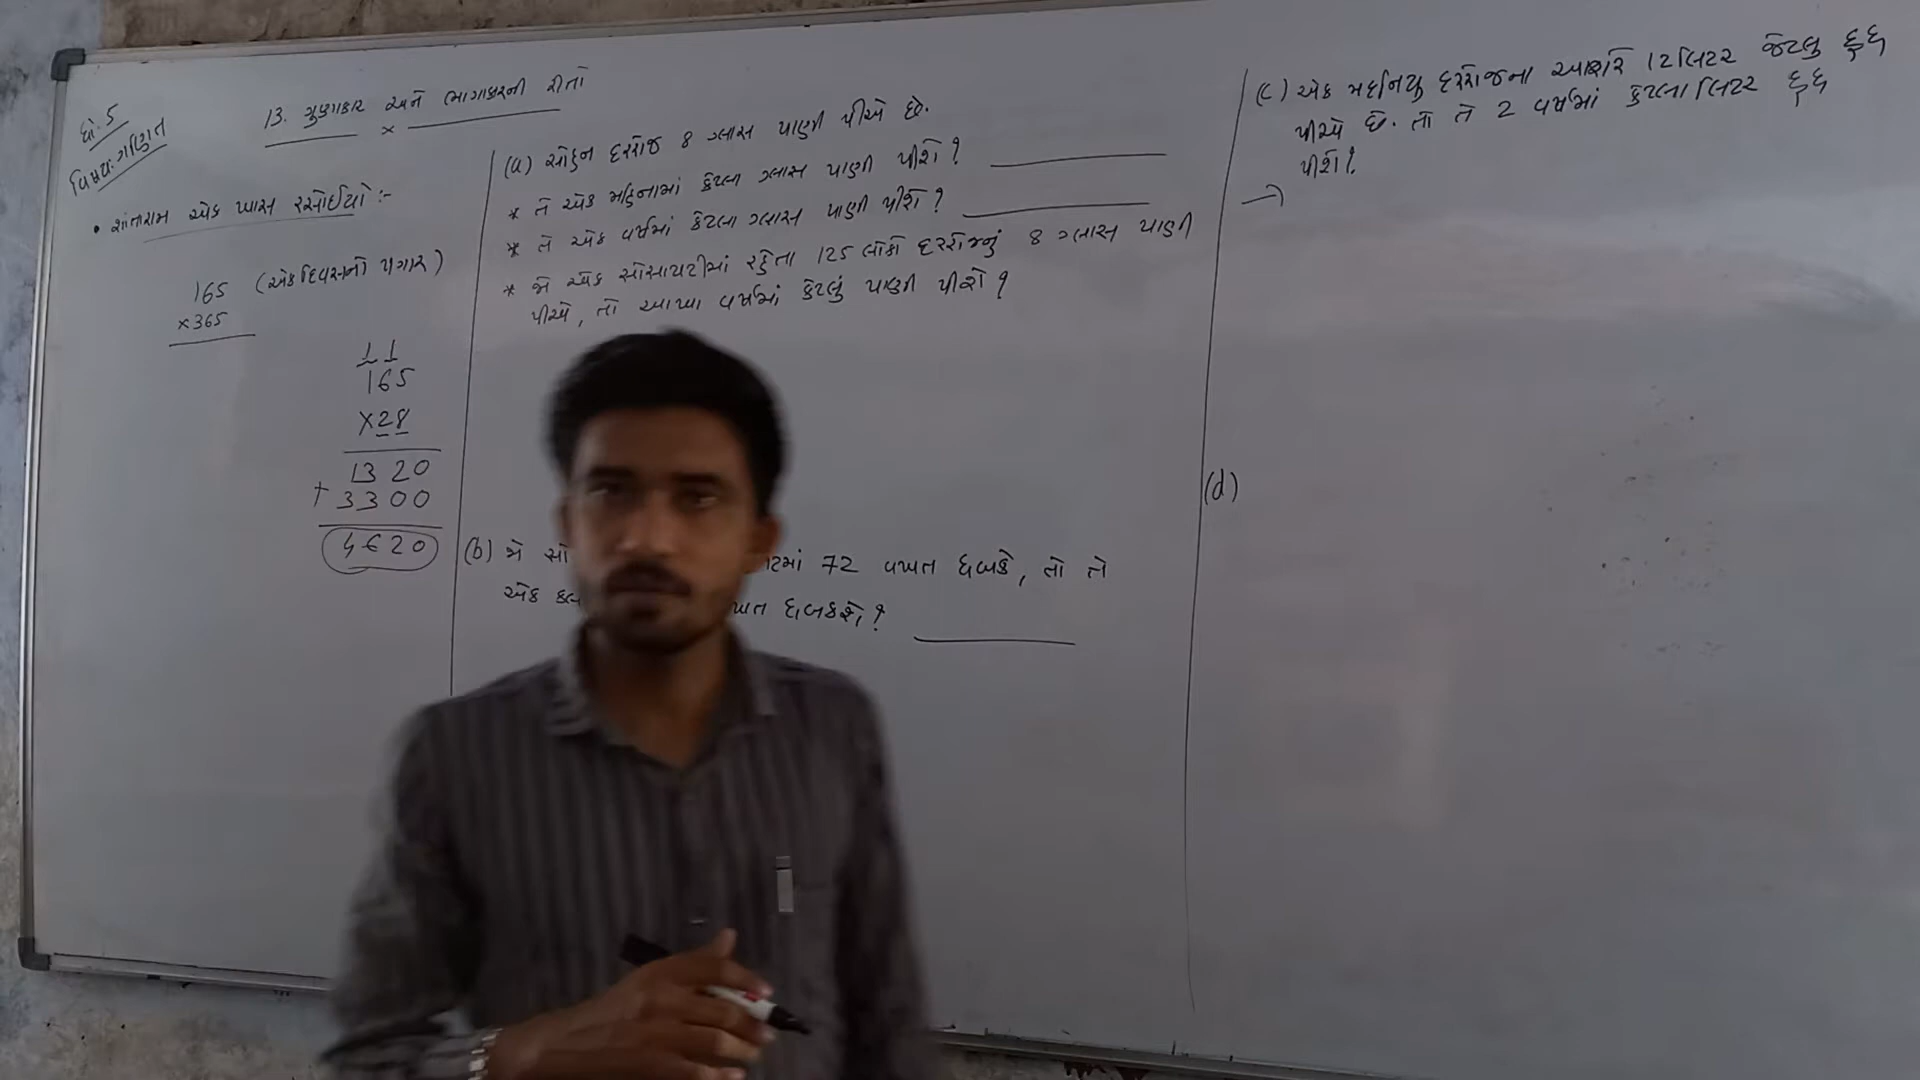 ધો. 5
વિષય: ગણિત
13. ગુણાકાર અને ભાગાકારની રીતો
×
• શાંતારામ એક ખાસ રસોઈયો :-
165 (એક દિવસનો પગાર)
×365
1 1
165
×28
1320
+ 3300
4620
(a) સોહન દરરોજ 8 ગ્લાસ પાણી પીએ છે.
* તે એક મહિનામાં કેટલા ગ્લાસ પાણી પીશે ?
* તે એક વર્ષમાં કેટલા ગ્લાસ પાણી પીશે ?
* જો એક સોસાયટીમાં રહેતા 125 લોકો દરરોજનું 8 ગ્લાસ પાણી
પીએ, તો આખા વર્ષમાં કેટલું પાણી પીશે ?
(b) જો 72 વખત ધબકે, તો તે
એક ધબકશે ?
(c) એક મદનિયુ દરરોજના આશરે 12 લિટર જેટલુ દૂધ
પીએ છે. તો તે 2 વર્ષમાં કેટલા લિટર દૂધ
પીશે ?
→
(d)